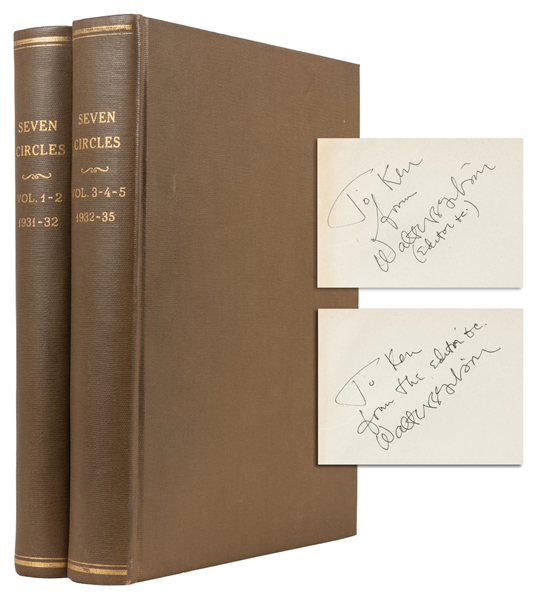 SEVEN
CIRCLES
VOL. 1-2
1931-32
SEVEN
CIRCLES
VOL. 3-4-5
1932-35
To Ken
from
Walter Gibson
(editor &c.)
To Ken
from the editor &c.
Walter Gibson